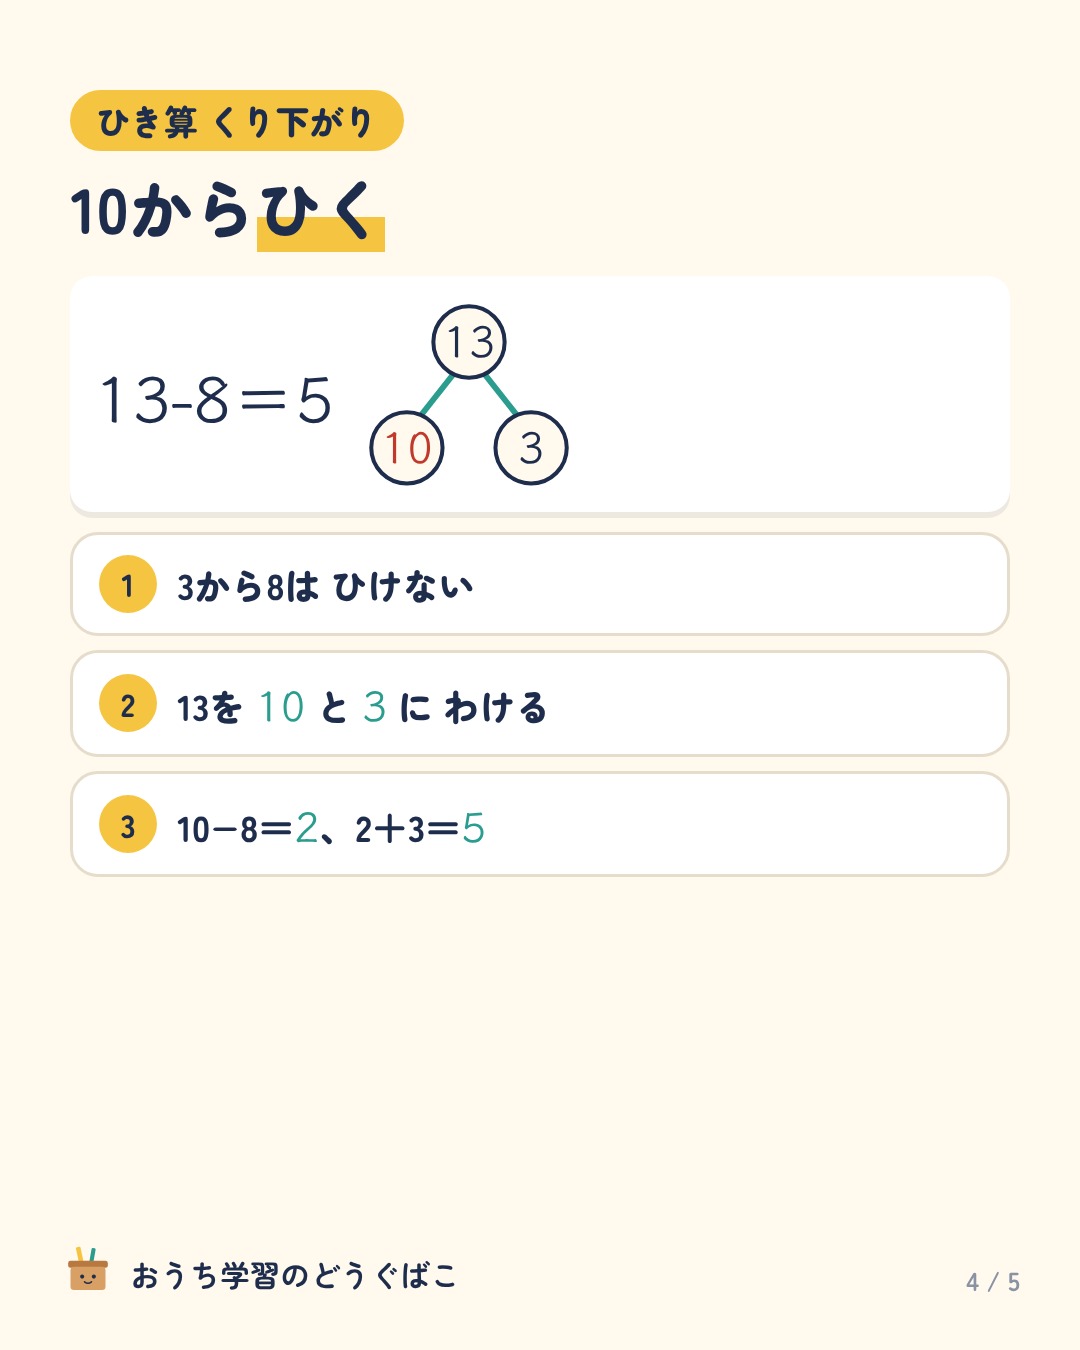 ひき算 くり下がり
10からひく
13-8＝5
13
10
3
1 3から8は ひけない
2 13を 10 と 3 に わける
3 10−8＝2、2＋3＝5
おうち学習のどうぐばこ
4 / 5